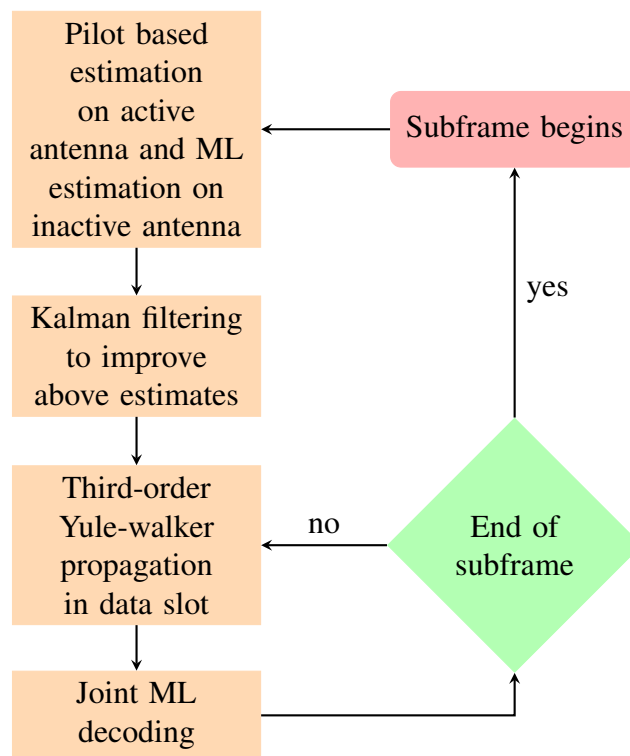 Pilot based
estimation
on active
antenna and ML
estimation on
inactive antenna
Subframe begins
yes
Kalman filtering
to improve
above estimates
Third-order
Yule-walker
propagation
in data slot
no
End of
subframe
Joint ML
decoding